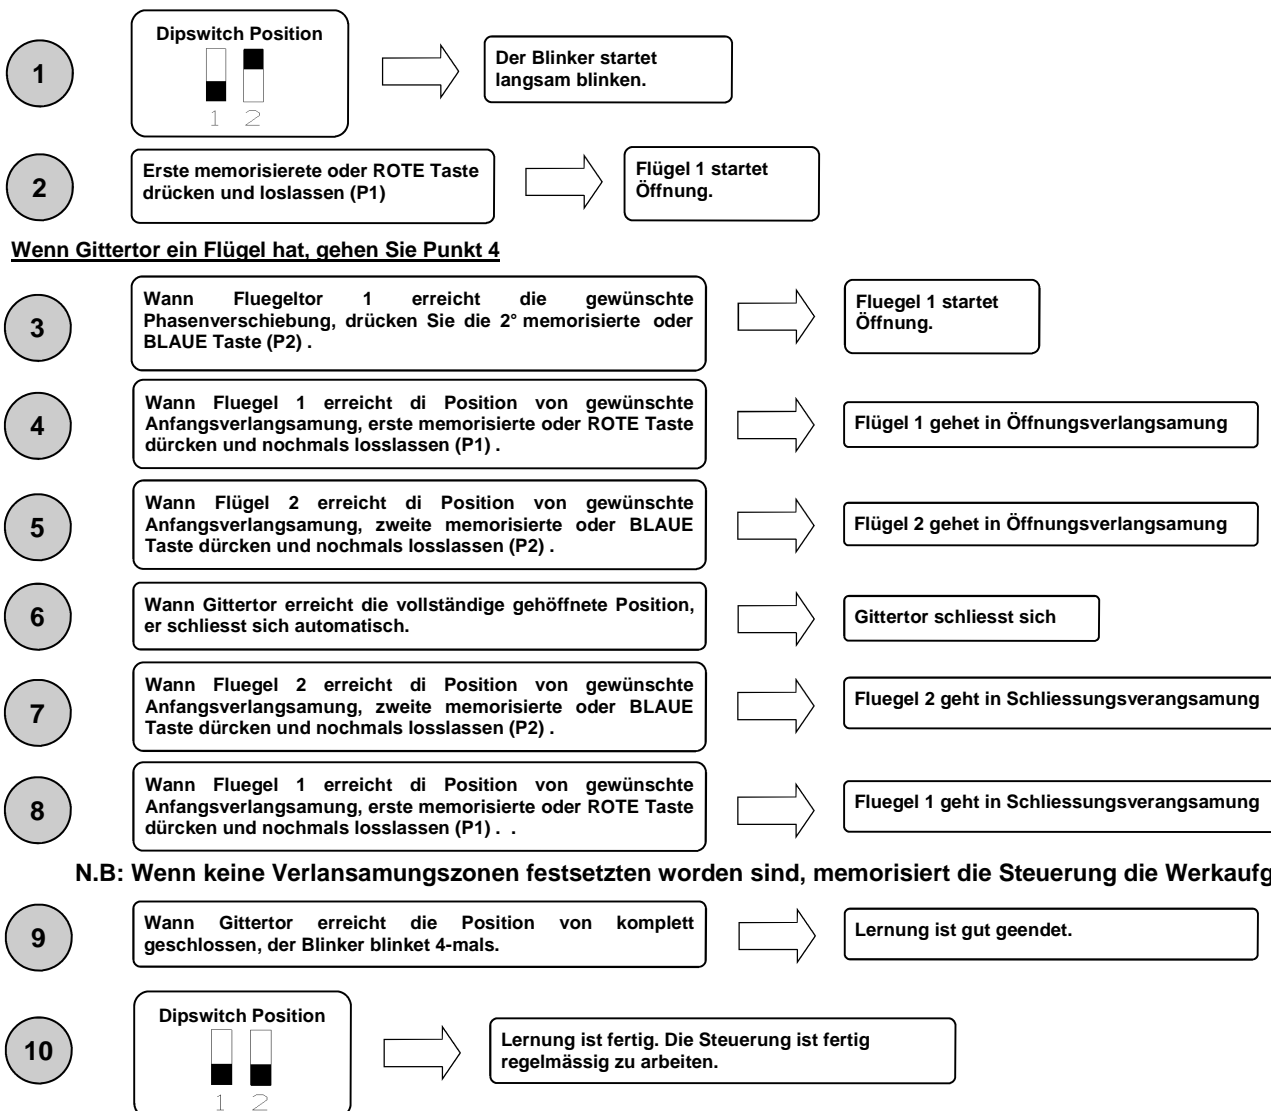 1
Dipswitch Position
1 2
Der Blinker startet
langsam blinken.
2
Erste memorisierete oder ROTE Taste
drücken und loslassen (P1)
Flügel 1 startet
Öffnung.
Wenn Gittertor ein Flügel hat, gehen Sie Punkt 4
3
Wann Fluegeltor 1 erreicht die gewünschte
Phasenverschiebung, drücken Sie die 2° memorisierte oder
BLAUE Taste (P2) .
Fluegel 1 startet
Öffnung.
4
Wann Fluegel 1 erreicht di Position von gewünschte
Anfangsverlangsamung, erste memorisierte oder ROTE Taste
dürcken und nochmals losslassen (P1) .
Flügel 1 gehet in Öffnungsverlangsamung
5
Wann Flügel 2 erreicht di Position von gewünschte
Anfangsverlangsamung, zweite memorisierte oder BLAUE
Taste dürcken und nochmals losslassen (P2) .
Flügel 2 gehet in Öffnungsverlangsamung
6
Wann Gittertor erreicht die vollständige gehöffnete Position,
er schliesst sich automatisch.
Gittertor schliesst sich
7
Wann Fluegel 2 erreicht di Position von gewünschte
Anfangsverlangsamung, zweite memorisierte oder BLAUE
Taste dürcken und nochmals losslassen (P2) .
Fluegel 2 geht in Schliessungsverangsamung
8
Wann Fluegel 1 erreicht di Position von gewünschte
Anfangsverlangsamung, erste memorisierte oder ROTE Taste
dürcken und nochmals losslassen (P1) . .
Fluegel 1 geht in Schliessungsverangsamung
N.B: Wenn keine Verlansamungszonen festsetzten worden sind, memorisiert die Steuerung die Werkaufg
9
Wann Gittertor erreicht die Position von komplett
geschlossen, der Blinker blinket 4-mals.
Lernung ist gut geendet.
10
Dipswitch Position
1 2
Lernung ist fertig. Die Steuerung ist fertig
regelmässig zu arbeiten.